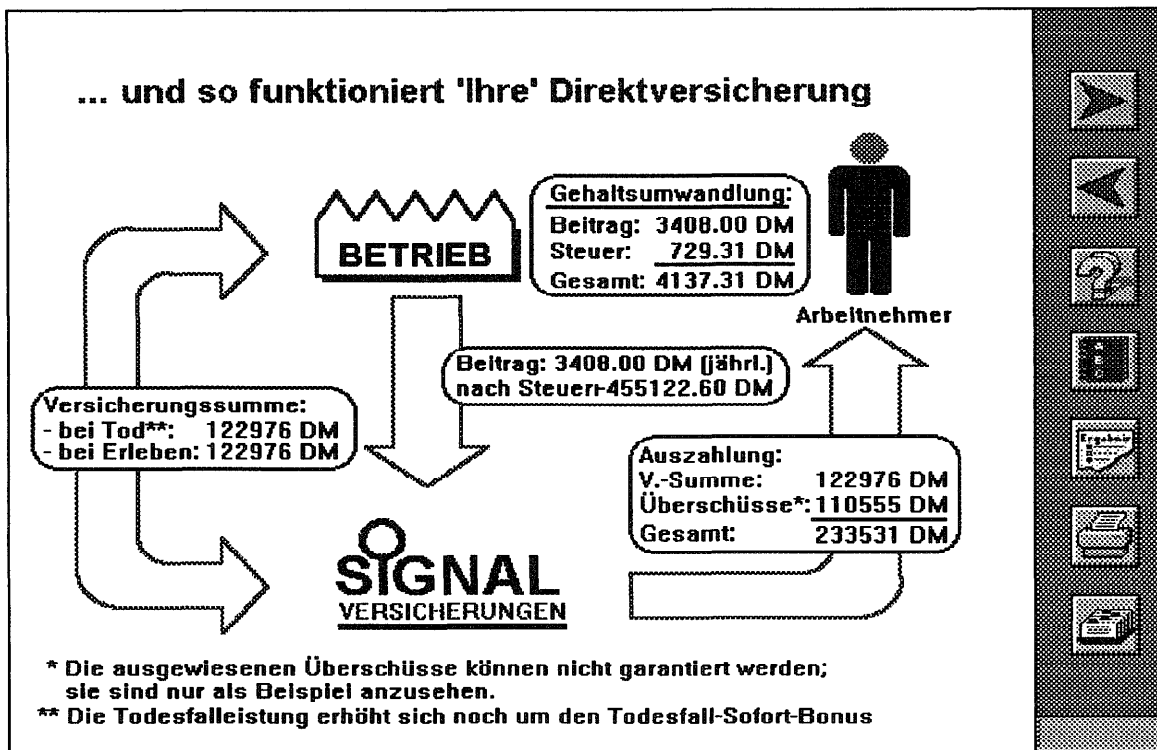 ... und so funktioniert 'Ihre' Direktversicherung
BETRIEB
Gehaltsumwandlung:
Beitrag: 3408.00 DM
Steuer: 729.31 DM
Gesamt: 4137.31 DM
Arbeitnehmer
Beitrag: 3408.00 DM (jährl.)
nach Steuern-455122.60 DM
Versicherungssumme:
- bei Tod**: 122976 DM
- bei Erleben: 122976 DM
Auszahlung:
V.-Summe: 122976 DM
Überschüsse*: 110555 DM
Gesamt: 233531 DM
SIGNAL
VERSICHERUNGEN
* Die ausgewiesenen Überschüsse können nicht garantiert werden;
sie sind nur als Beispiel anzusehen.
** Die Todesfalleistung erhöht sich noch um den Todesfall-Sofort-Bonus
Ergebnis